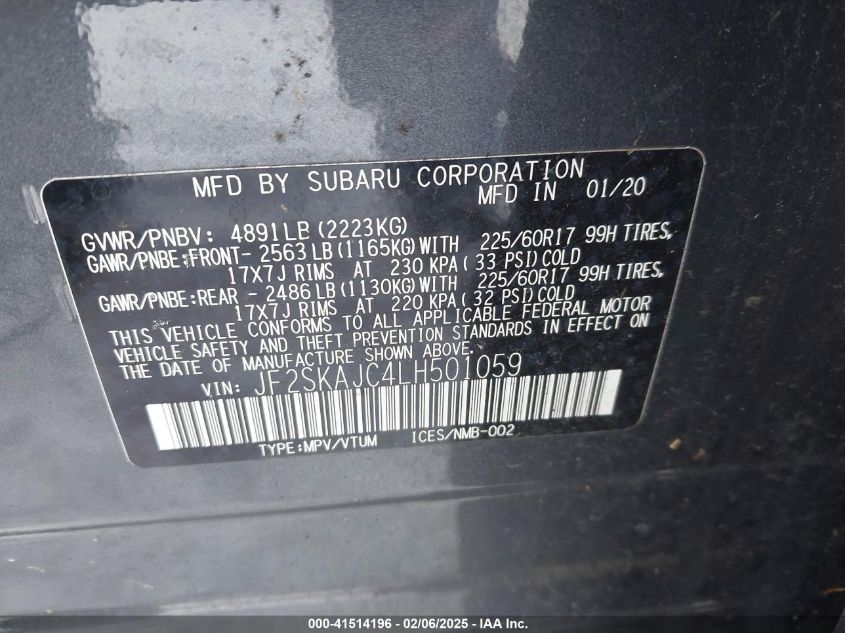 MFD BY SUBARU CORPORATION
MFD IN 01/20
GVWR/PNBV: 4891LB (2223KG)
GAWR/PNBE:FRONT- 2563LB(1165KG)WITH 225/60R17 99H TIRES,
17X7J RIMS AT 230 KPA( 33 PSI)COLD
GAWR/PNBE:REAR - 2486LB(1130KG)WITH 225/60R17 99H TIRES,
17X7J RIMS AT 220 KPA( 32 PSI)COLD
THIS VEHICLE CONFORMS TO ALL APPLICABLE FEDERAL MOTOR
VEHICLE SAFETY AND THEFT PREVENTION STANDARDS IN EFFECT ON
THE DATE OF MANUFACTURE SHOWN ABOVE.
VIN: JF2SKAJC4LH501059
TYPE:MPV/VTUM ICES/NMB-002
000-41514196 - 02/06/2025 - IAA Inc.